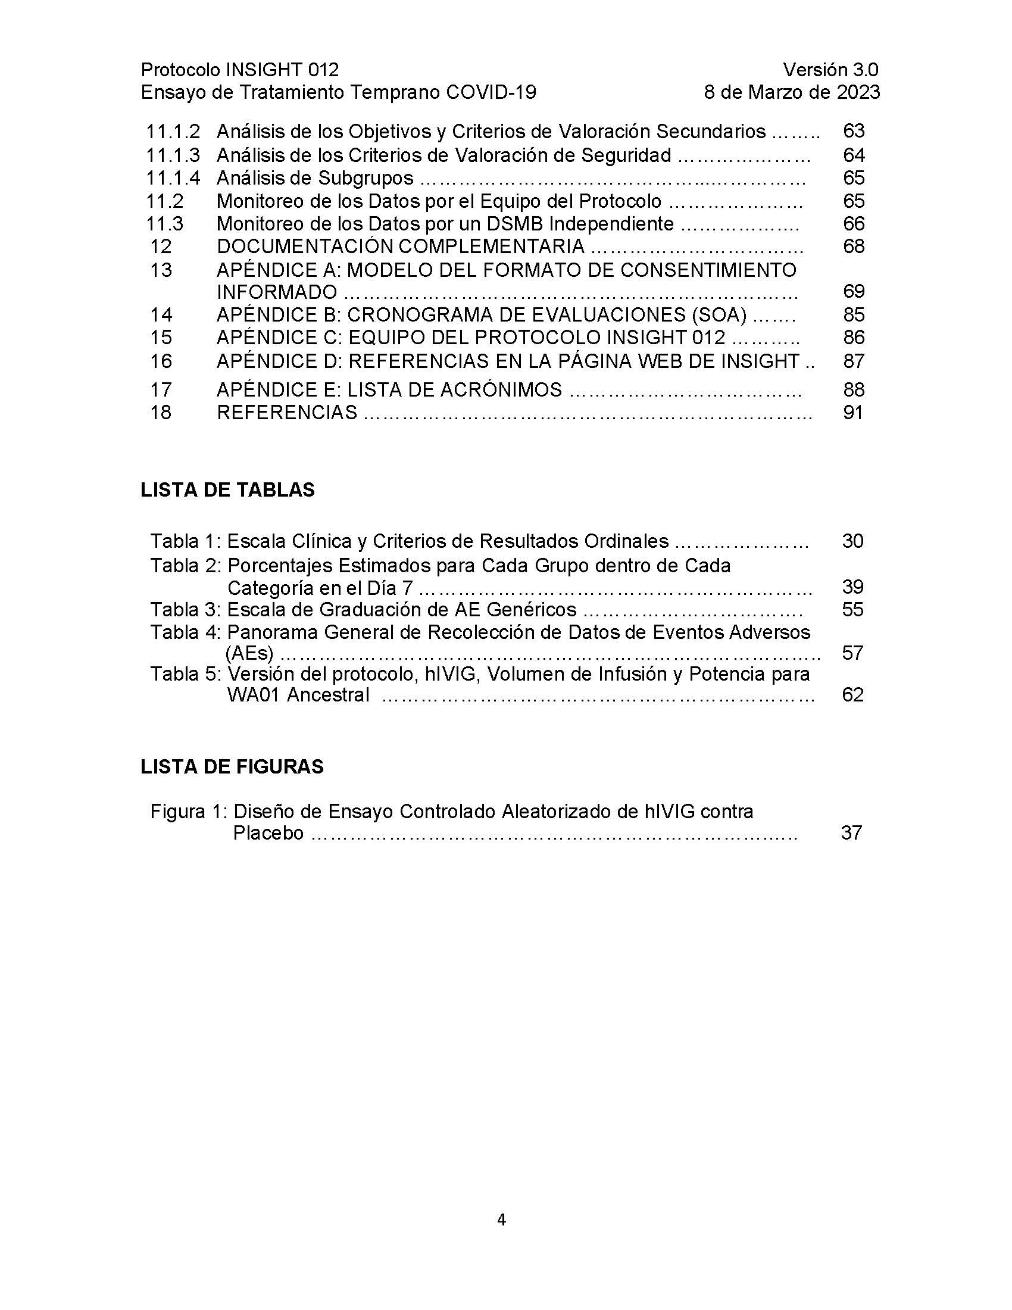 Protocolo INSIGHT 012 Versión 3.0
Ensayo de Tratamiento Temprano COVID-19 8 de Marzo de 2023
11.1.2 Análisis de los Objetivos y Criterios de Valoración Secundarios …….. 63
11.1.3 Análisis de los Criterios de Valoración de Seguridad ………………… 64
11.1.4 Análisis de Subgrupos …………………………………….…………… 65
11.2 Monitoreo de los Datos por el Equipo del Protocolo ………………… 65
11.3 Monitoreo de los Datos por un DSMB Independiente ………………. 66
12 DOCUMENTACIÓN COMPLEMENTARIA …………………………… 68
13 APÉNDICE A: MODELO DEL FORMATO DE CONSENTIMIENTO
INFORMADO …………………………………………………………….… 69
14 APÉNDICE B: CRONOGRAMA DE EVALUACIONES (SOA) ……. 85
15 APÉNDICE C: EQUIPO DEL PROTOCOLO INSIGHT 012 ……….. 86
16 APÉNDICE D: REFERENCIAS EN LA PÁGINA WEB DE INSIGHT .. 87
17 APÉNDICE E: LISTA DE ACRÓNIMOS ……………………………… 88
18 REFERENCIAS …………………………………………………………… 91
LISTA DE TABLAS
Tabla 1: Escala Clínica y Criterios de Resultados Ordinales ………………… 30
Tabla 2: Porcentajes Estimados para Cada Grupo dentro de Cada
Categoría en el Día 7 …………………………………………………… 39
Tabla 3: Escala de Graduación de AE Genéricos ……………………………. 55
Tabla 4: Panorama General de Recolección de Datos de Eventos Adversos
(AEs) ……………………………………………………………………….. 57
Tabla 5: Versión del protocolo, hIVIG, Volumen de Infusión y Potencia para
WA01 Ancestral ………………………………………………………… 62
LISTA DE FIGURAS
Figura 1: Diseño de Ensayo Controlado Aleatorizado de hIVIG contra
Placebo ……………………………………………………………….. 37
4